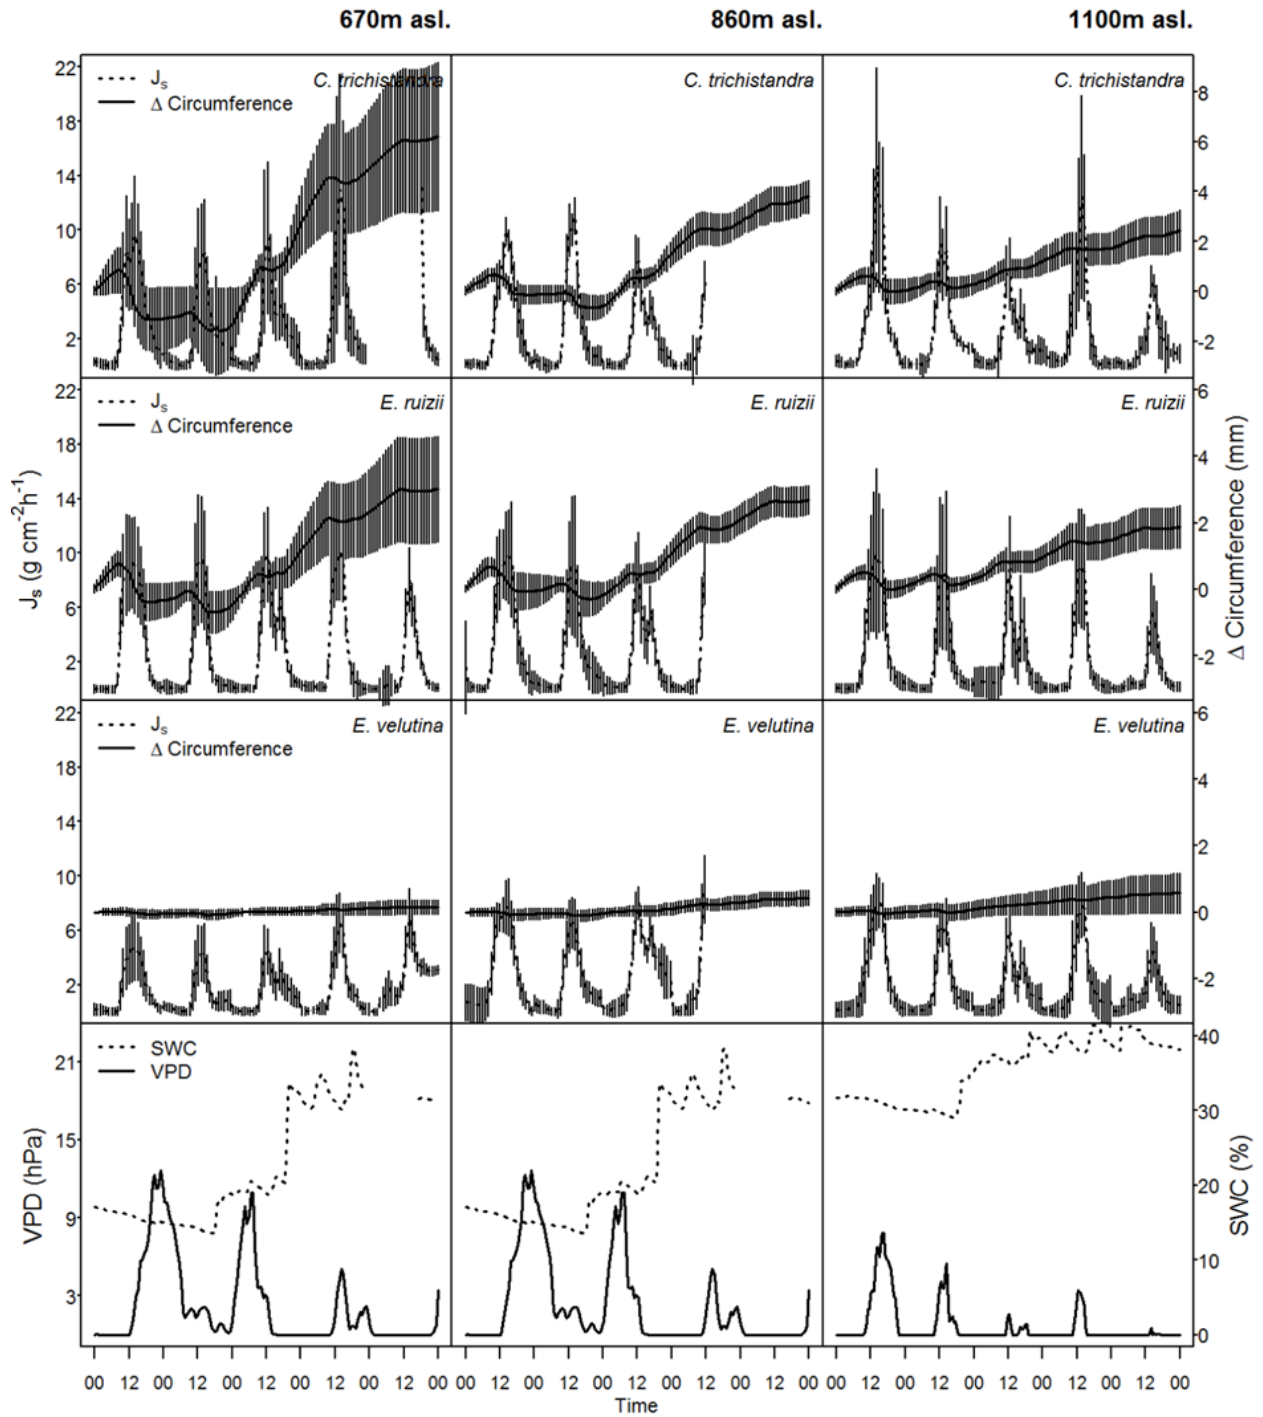 670m asl. 860m asl. 1100m asl.
J_s C. trichistandra C. trichistandra C. trichistandra
Δ Circumference
22 18 14 10 6 2
8 6 4 2 0 -2
J_s E. ruizii E. ruizii E. ruizii
Δ Circumference
22 18 14 10 6 2
6 4 2 0 -2
J_s (g cm⁻²h⁻¹)
Δ Circumference (mm)
J_s E. velutina E. velutina E. velutina
Δ Circumference
22 18 14 10 6 2
6 4 2 0 -2
SWC
VPD
21 15 9 3
40 30 20 10 0
VPD (hPa)
SWC (%)
00 12 00 12 00 12 00 12 00 12 00 00 12 00 12 00 12 00 12 00 12 00 00 12 00 12 00 12 00 12 00 12 00
Time